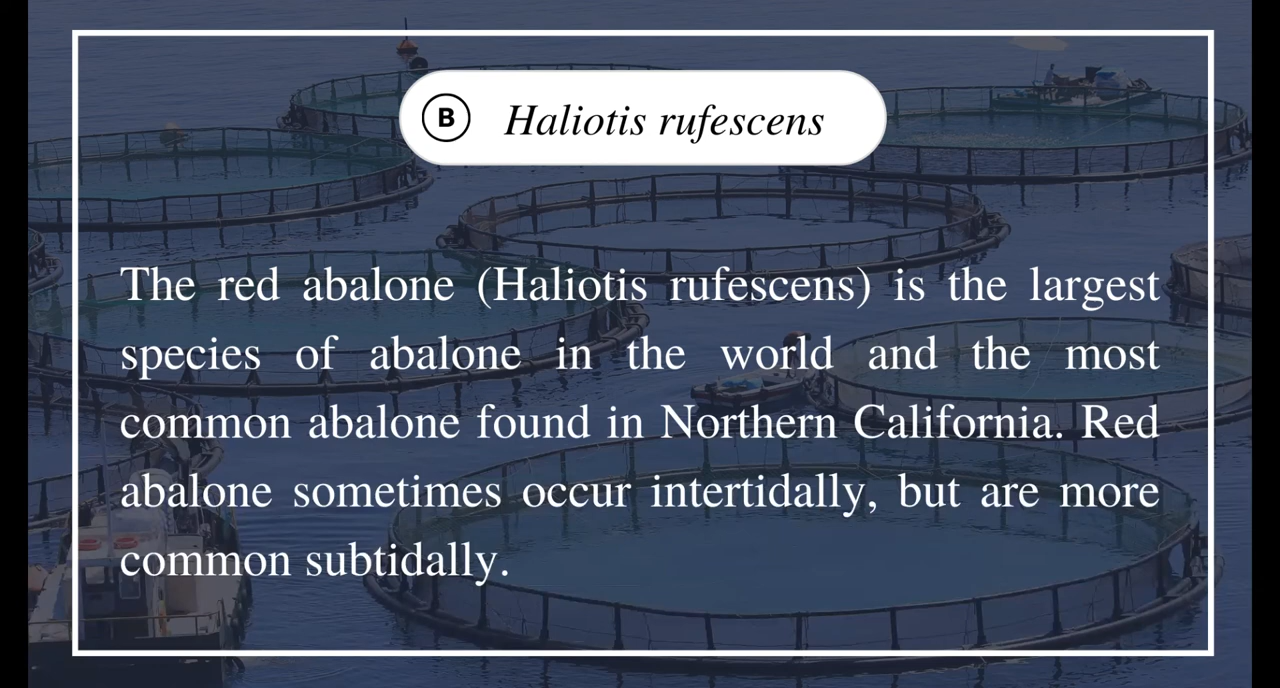 B Haliotis rufescens
The red abalone (Haliotis rufescens) is the largest
species of abalone in the world and the most
common abalone found in Northern California. Red
abalone sometimes occur intertidally, but are more
common subtidally.